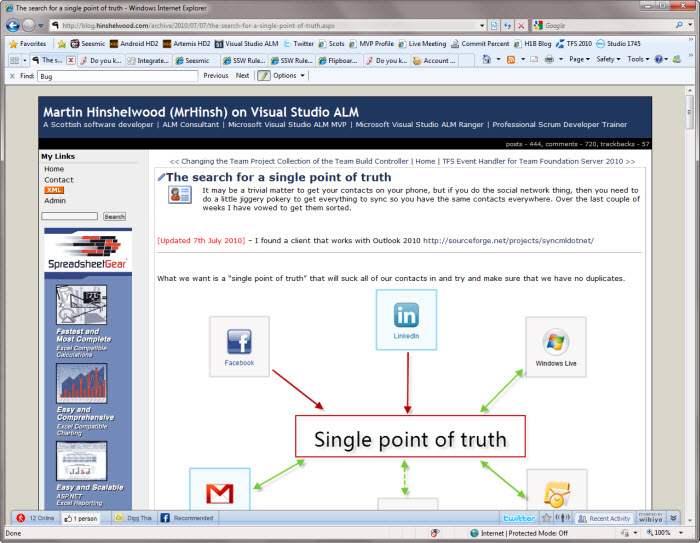 The search for a single point of truth - Windows Internet Explorer
http://blog.hinshelwood.com/archive/2010/07/07/the-search-for-a-single-point-of-truth.aspx
Google
Favorites Seesmic Android HD2 Artemis HD2 Visual Studio ALM Twitter Scots MVP Profile Live Meeting Commit Percent H1B Blog TFS 2010 Studio 1745
The s... Do you k... Integrate... Seesmic SSW Rule... SSW Rule... Flipboar... Do you k... Account ...
Page Safety Tools
Find: Bug Previous Next Options
Martin Hinshelwood (MrHinsh) on Visual Studio ALM
A Scottish software developer | ALM Consultant | Microsoft Visual Studio ALM MVP | Microsoft Visual Studio ALM Ranger | Professional Scrum Developer Trainer
posts - 444, comments - 720, trackbacks - 57
My Links
Home
Contact
XML
Admin
Search
SpreadsheetGear
Fastest and
Most Complete
Excel Compatible
Calculations
Easy and
Comprehensive
Excel Compatible
Charting
Easy and Scalable
ASP.NET
Excel Reporting
<< Changing the Team Project Collection of the Team Build Controller | Home | TFS Event Handler for Team Foundation Server 2010 >>
The search for a single point of truth
It may be a trivial matter to get your contacts on your phone, but if you do the social network thing, then you need to
do a little jiggery pokery to get everything to sync so you have the same contacts everywhere. Over the last couple of
weeks I have vowed to get them sorted.
[Updated 7th July 2010] – I found a client that works with Outlook 2010 http://sourceforge.net/projects/syncmldotnet/
What we want is a “single point of truth” that will suck all of our contacts in and try and make sure that we have no duplicates.
Facebook
LinkedIn
Windows Live
Single point of truth
12 Online 1 person Digg This Recommended twitter Recent Activity POWERED BY wibiya
Done Internet | Protected Mode: Off 100%